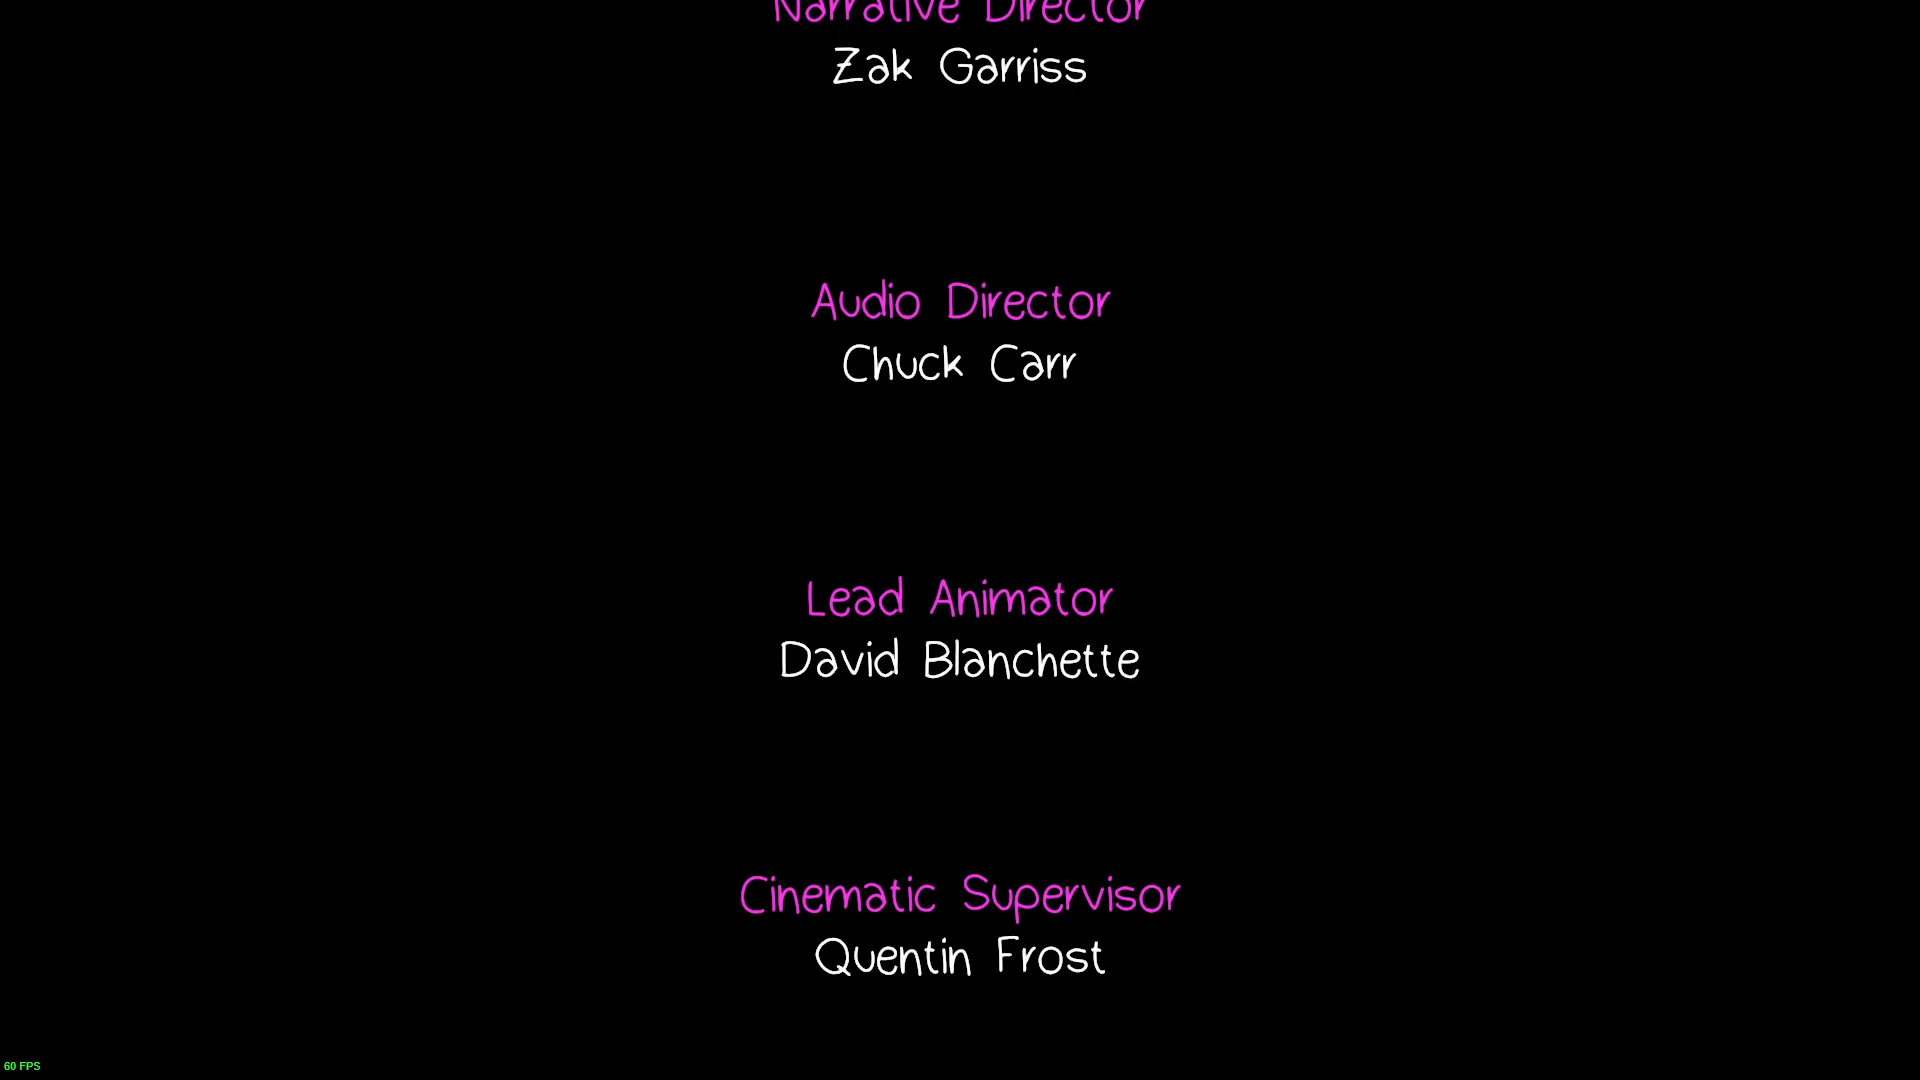 Narrative Director
Zak Garriss
Audio Director
Chuck Carr
Lead Animator
David Blanchette
Cinematic Supervisor
Quentin Frost
60 FPS